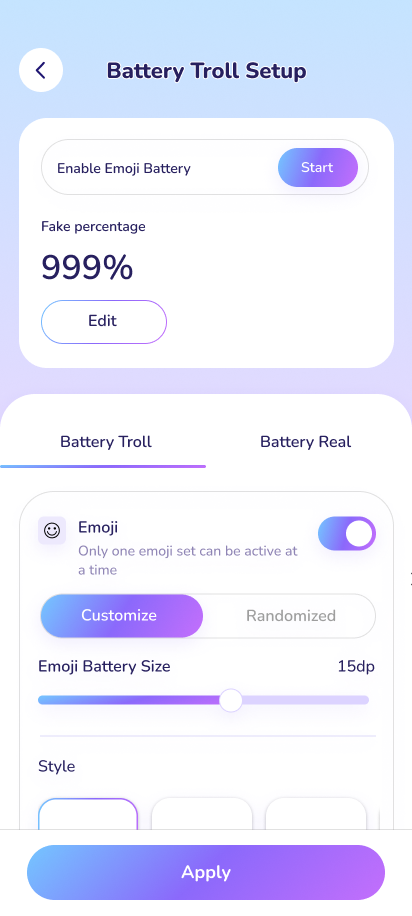 Battery Troll Setup
Enable Emoji Battery
Start
Fake percentage
999%
Edit
Battery Troll
Battery Real
Emoji
Only one emoji set can be active at
a time
Customize
Randomized
Emoji Battery Size
15dp
Style
Apply